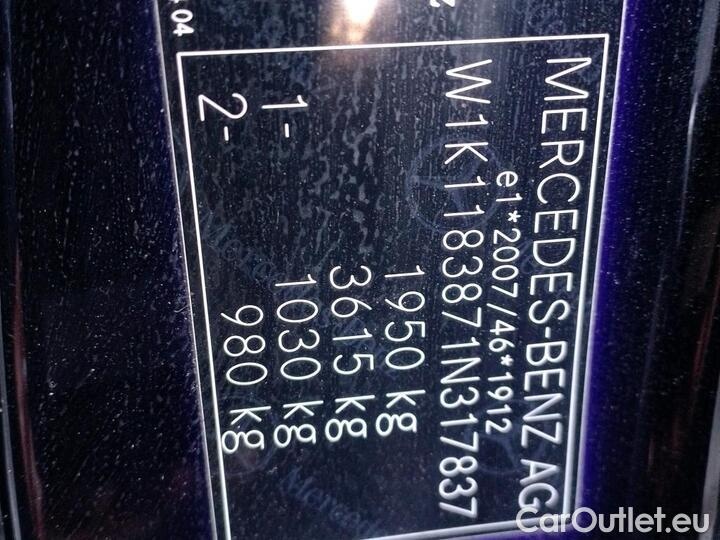 MERCEDES-BENZ AG
e1*2007/46*1912
W1K1183871N317837
1950 kg
3615 kg
1- 1030 kg
2- 980 kg
04
CarOutlet.eu